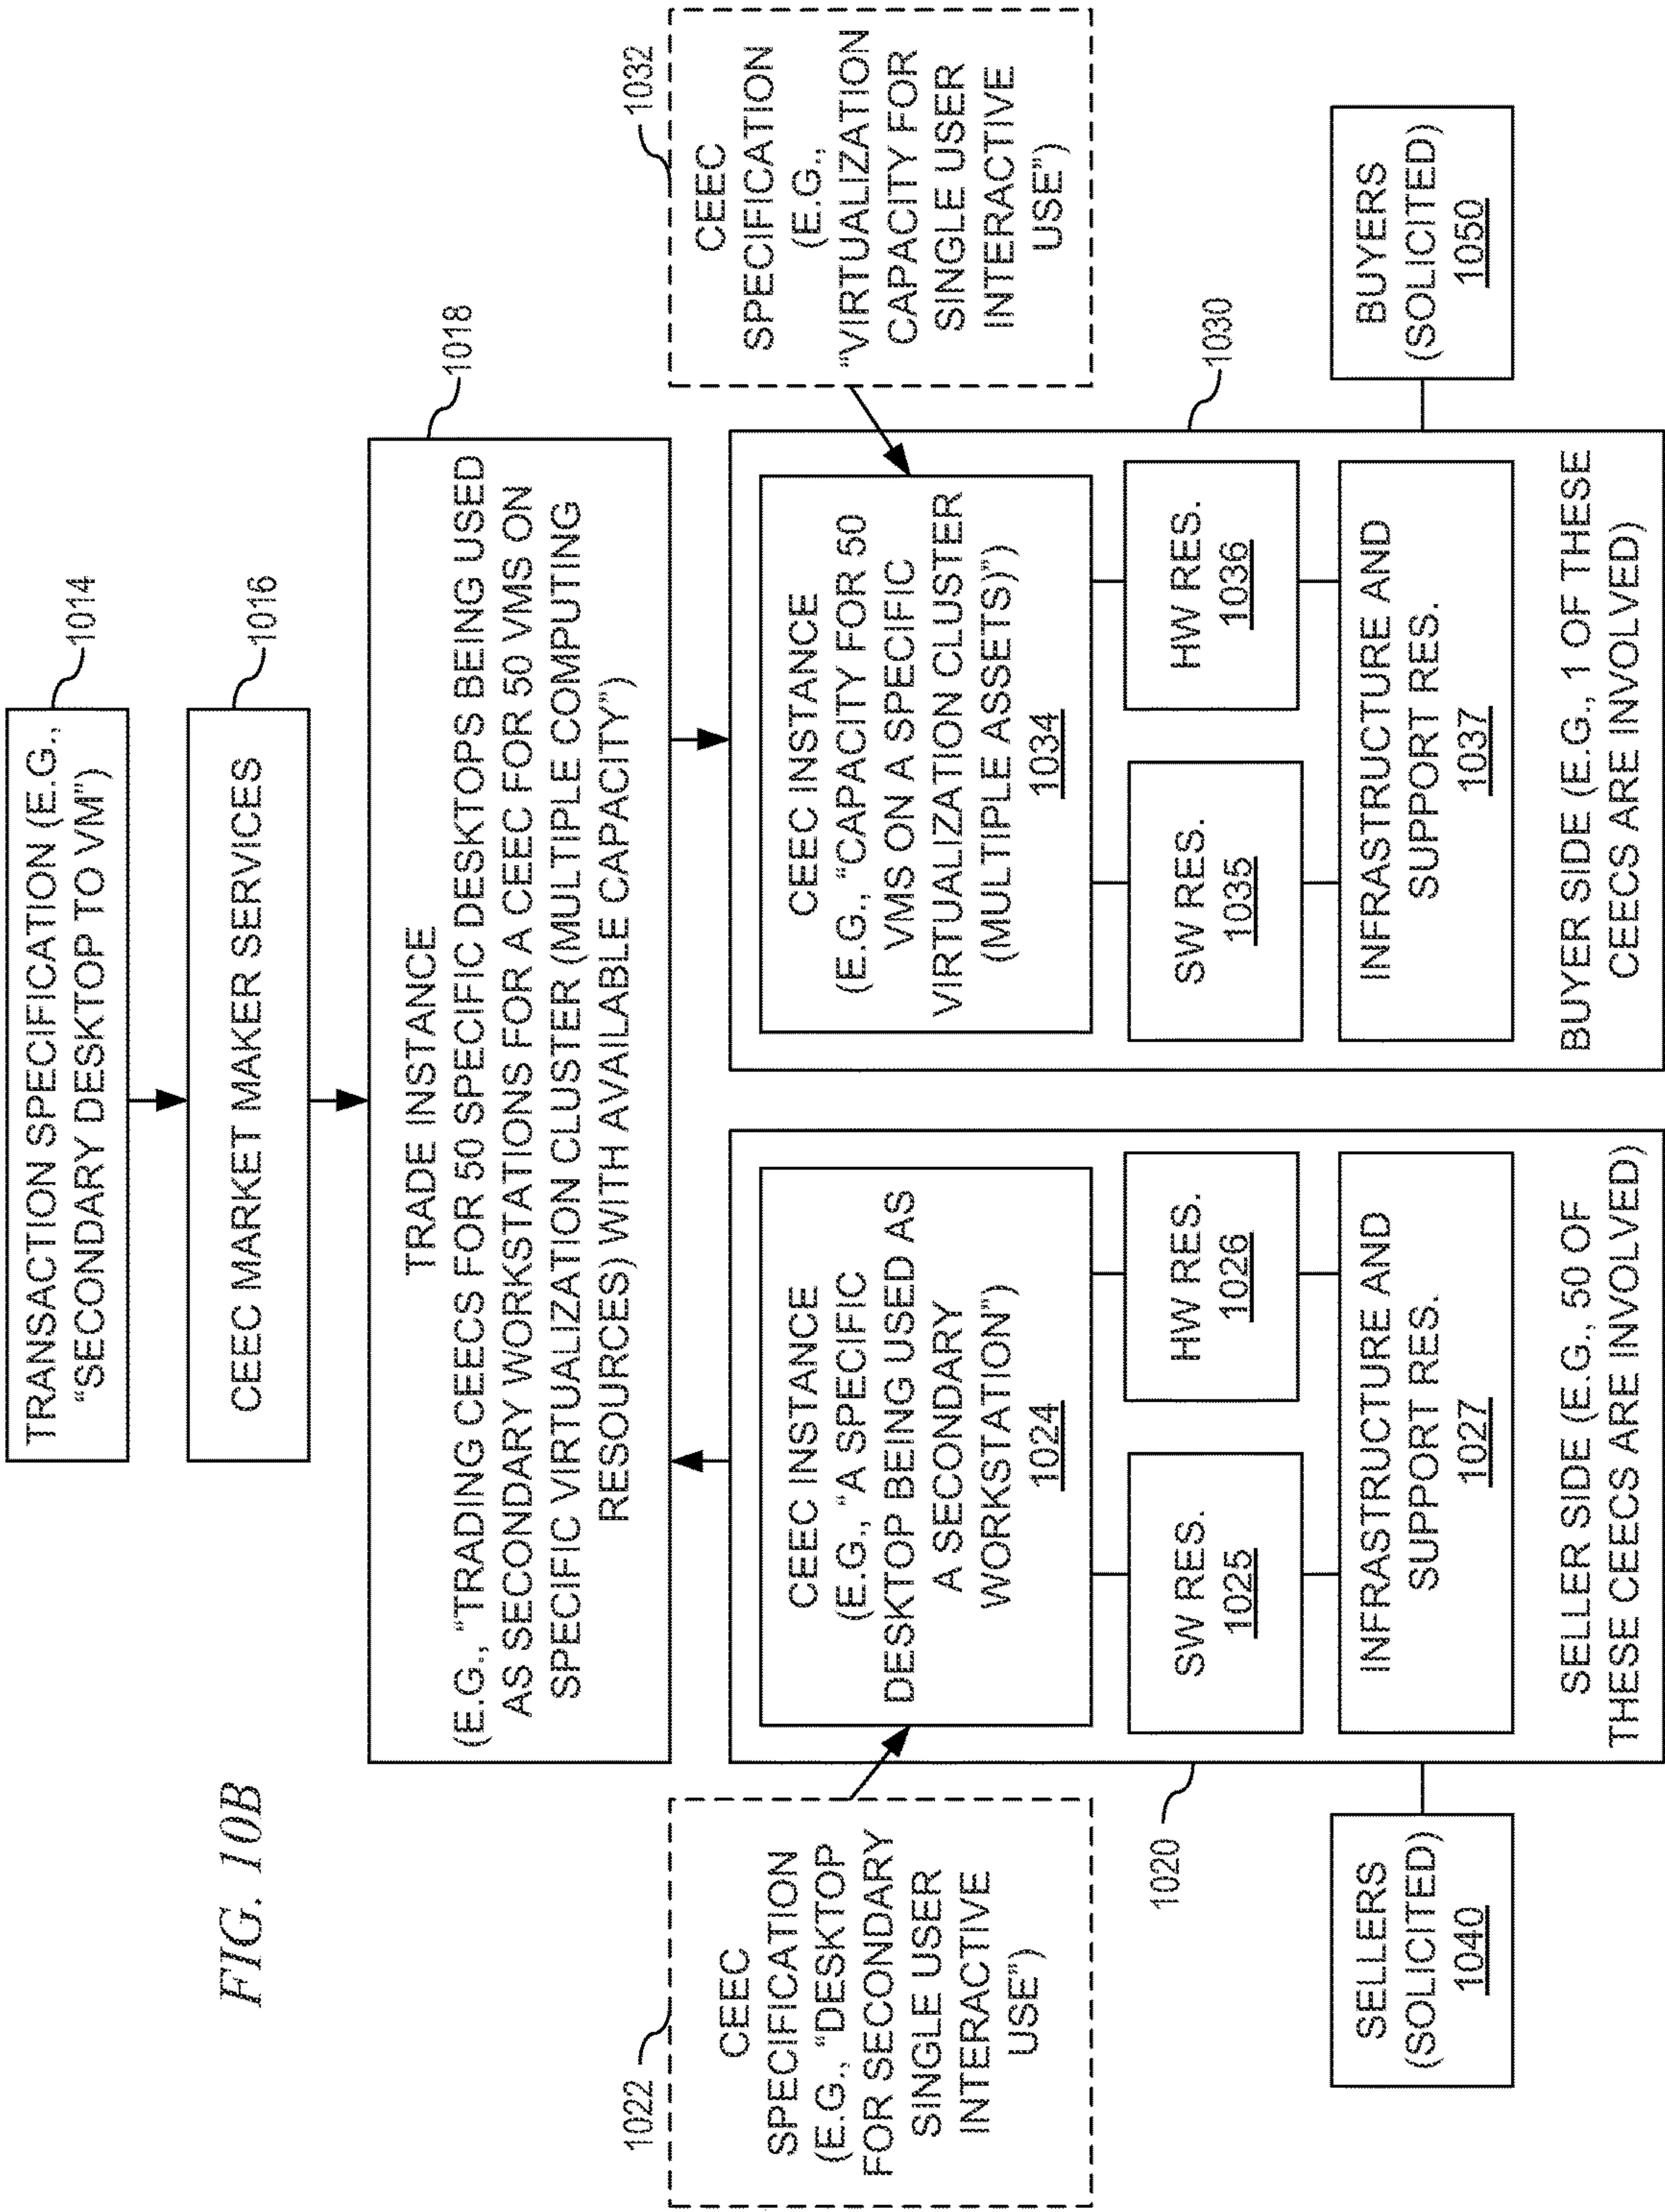 FIG. 10B
TRANSACTION SPECIFICATION (E.G.,
"SECONDARY DESKTOP TO VM")
1014
CEEC MARKET MAKER SERVICES
1016
TRADE INSTANCE
(E.G., "TRADING CEECS FOR 50 SPECIFIC DESKTOPS BEING USED
AS SECONDARY WORKSTATIONS FOR A CEEC FOR 50 VMS ON
SPECIFIC VIRTUALIZATION CLUSTER (MULTIPLE COMPUTING
RESOURCES) WITH AVAILABLE CAPACITY")
1018
1022
CEEC
SPECIFICATION
(E.G., "DESKTOP
FOR SECONDARY
SINGLE USER
INTERACTIVE
USE")
CEEC INSTANCE
(E.G., "A SPECIFIC
DESKTOP BEING USED AS
A SECONDARY
WORKSTATION")
1024
SW RES.
1025
HW RES.
1026
INFRASTRUCTURE AND
SUPPORT RES.
1027
SELLER SIDE (E.G., 50 OF
THESE CEECS ARE INVOLVED)
1020
SELLERS
(SOLICITED)
1040
CEEC INSTANCE
(E.G., "CAPACITY FOR 50
VMS ON A SPECIFIC
VIRTUALIZATION CLUSTER
(MULTIPLE ASSETS)")
1034
SW RES.
1035
HW RES.
1036
INFRASTRUCTURE AND
SUPPORT RES.
1037
BUYER SIDE (E.G., 1 OF THESE
CEECS ARE INVOLVED)
1030
1032
CEEC
SPECIFICATION
(E.G.,
"VIRTUALIZATION
CAPACITY FOR
SINGLE USER
INTERACTIVE
USE")
BUYERS
(SOLICITED)
1050